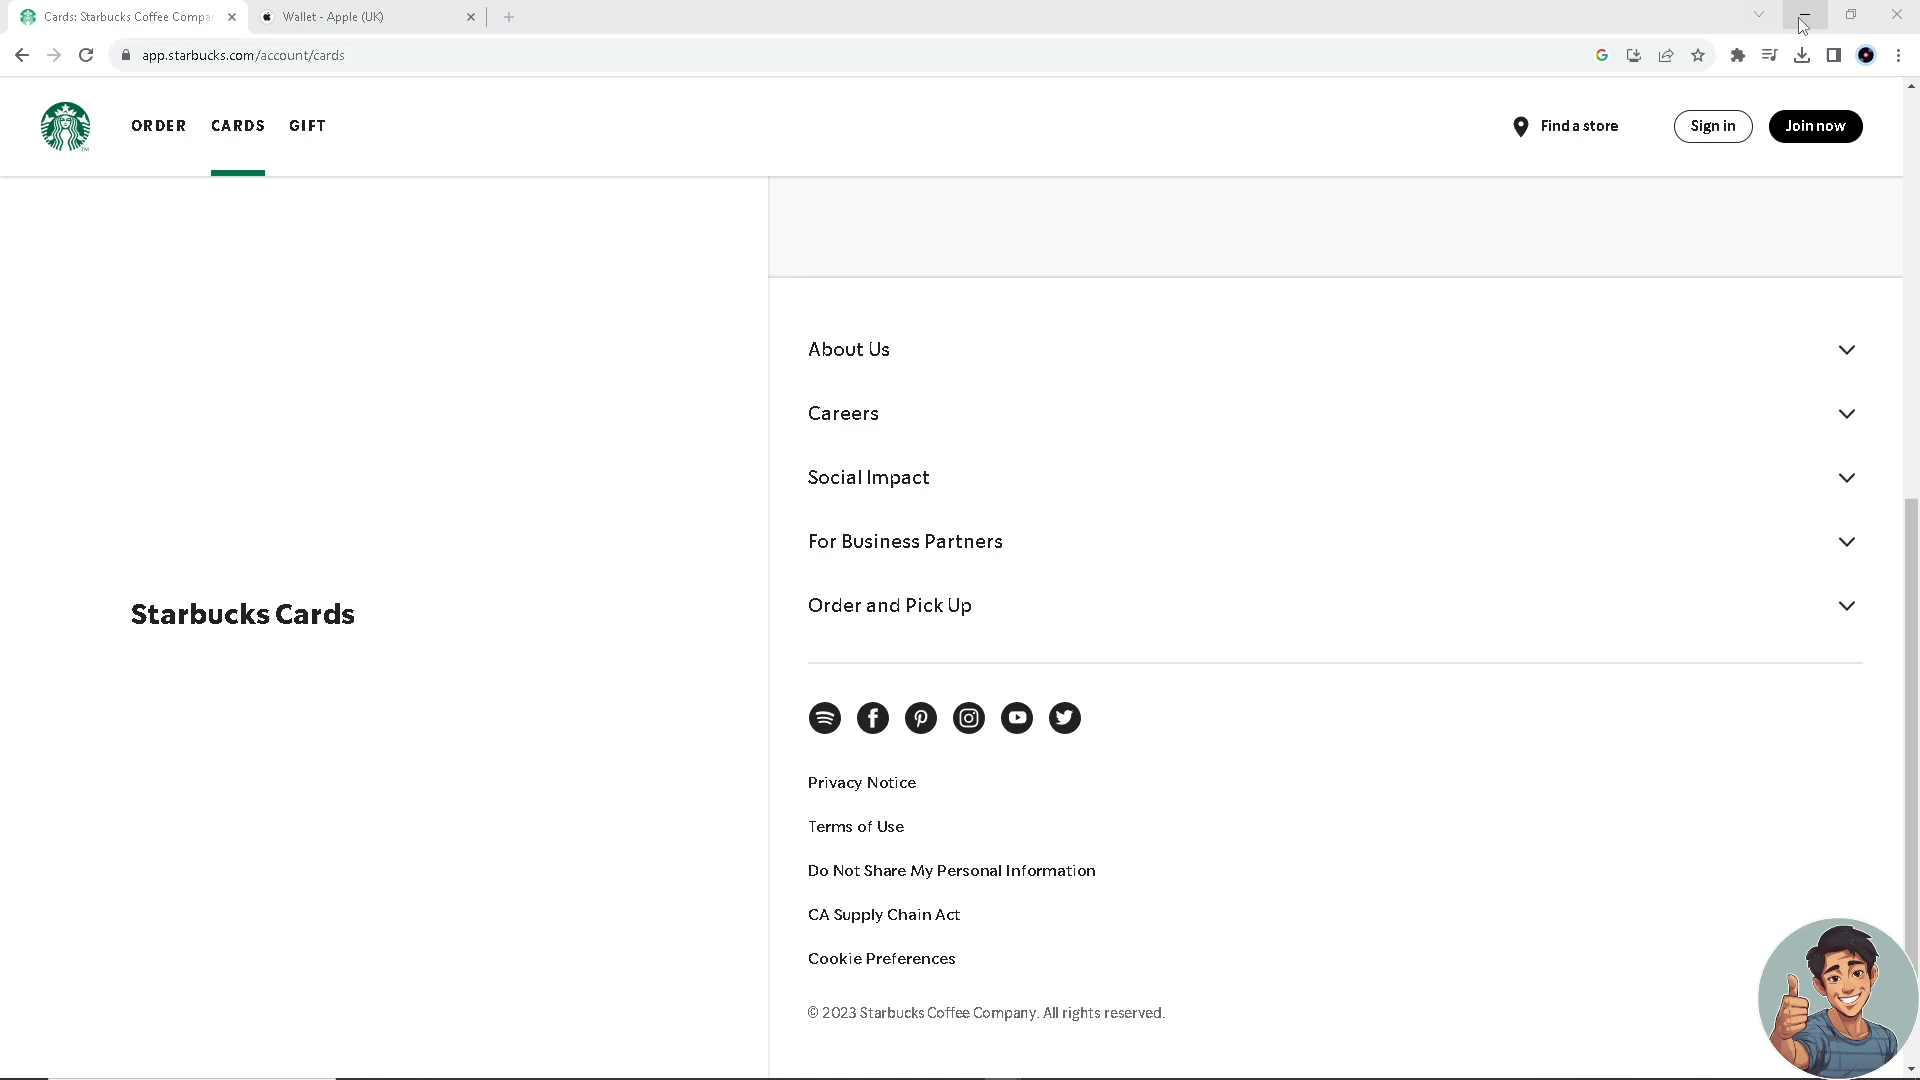 Cards: Starbucks Coffee Compa
Wallet - Apple (UK)
app.starbucks.com/account/cards
ORDER
CARDS
GIFT
Find a store
Sign in
Join now
About Us
Careers
Social Impact
For Business Partners
Order and Pick Up
Starbucks Cards
Privacy Notice
Terms of Use
Do Not Share My Personal Information
CA Supply Chain Act
Cookie Preferences
© 2023 Starbucks Coffee Company. All rights reserved.